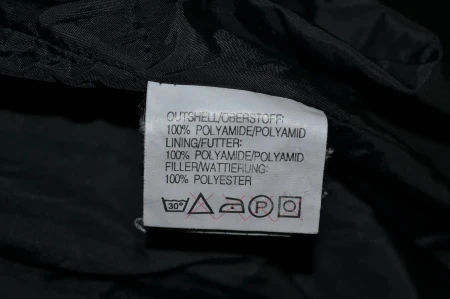 OUTSHELL/OBERSTOFF:
100% POLYAMIDE/POLYAMID
LINING/FUTTER:
100% POLYAMIDE/POLYAMID
FILLER/WATTIERUNG:
100% POLYESTER
30° P